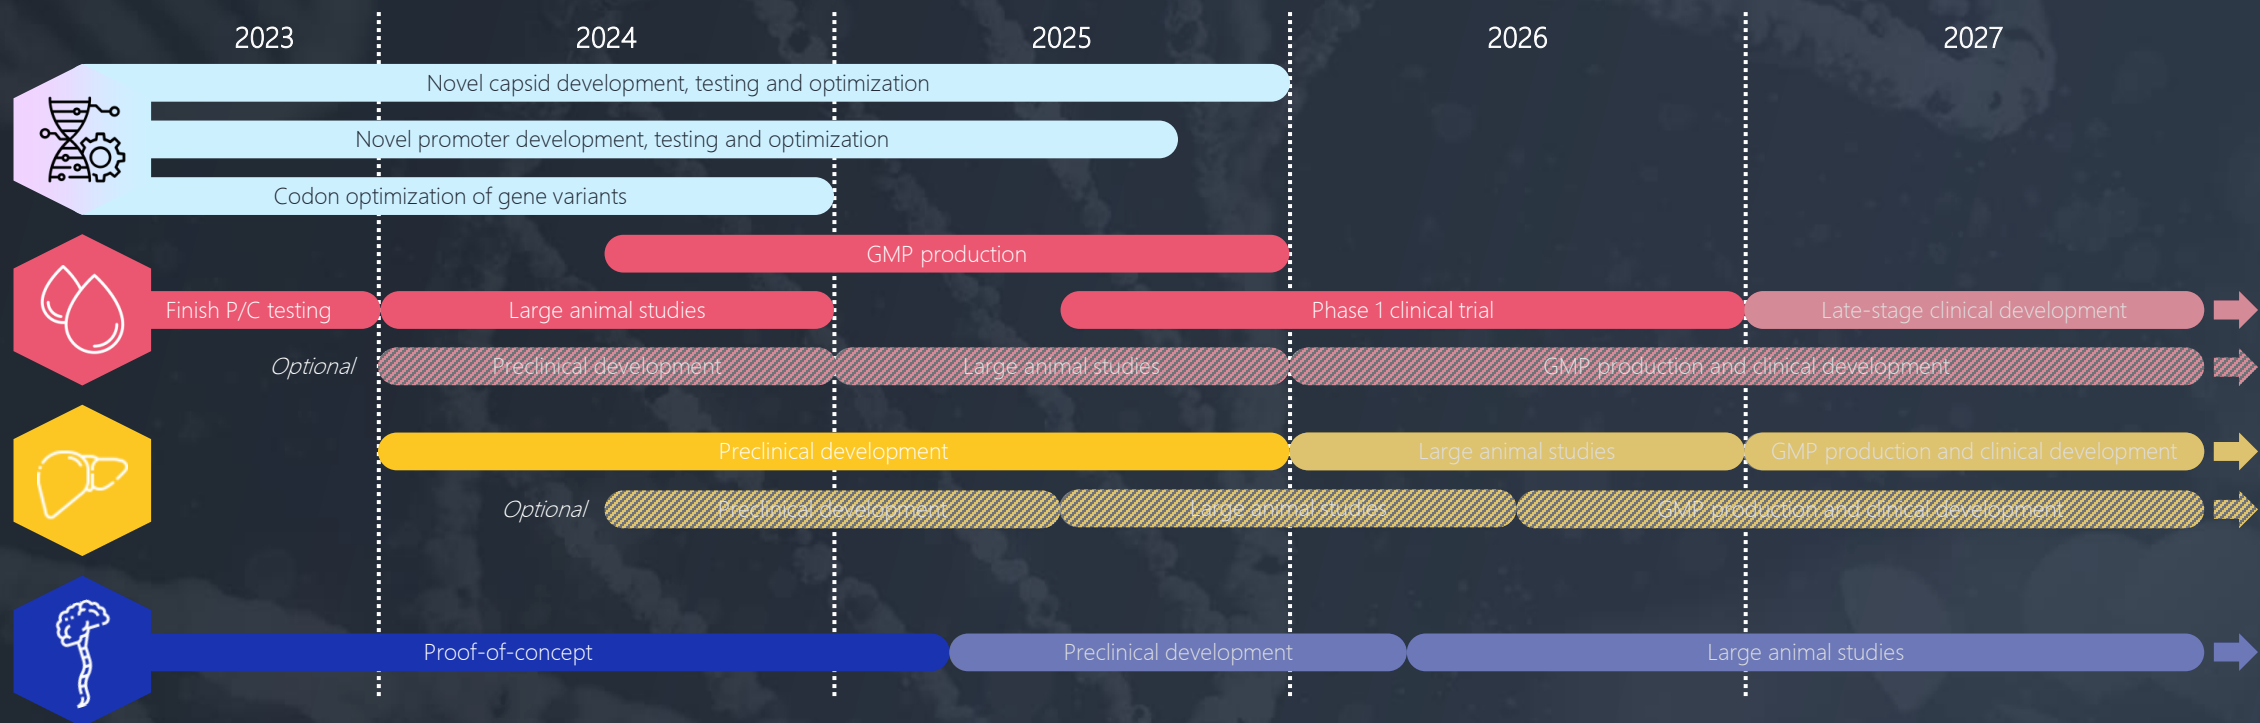 2023 2024 2025 2026 2027
Novel capsid development, testing and optimization
Novel promoter development, testing and optimization
Codon optimization of gene variants
GMP production
Finish P/C testing Large animal studies Phase 1 clinical trial Late-stage clinical development
Optional Preclinical development Large animal studies GMP production and clinical development
Preclinical development Large animal studies GMP production and clinical development
Optional Preclinical development Large animal studies GMP production and clinical development
Proof-of-concept Preclinical development Large animal studies